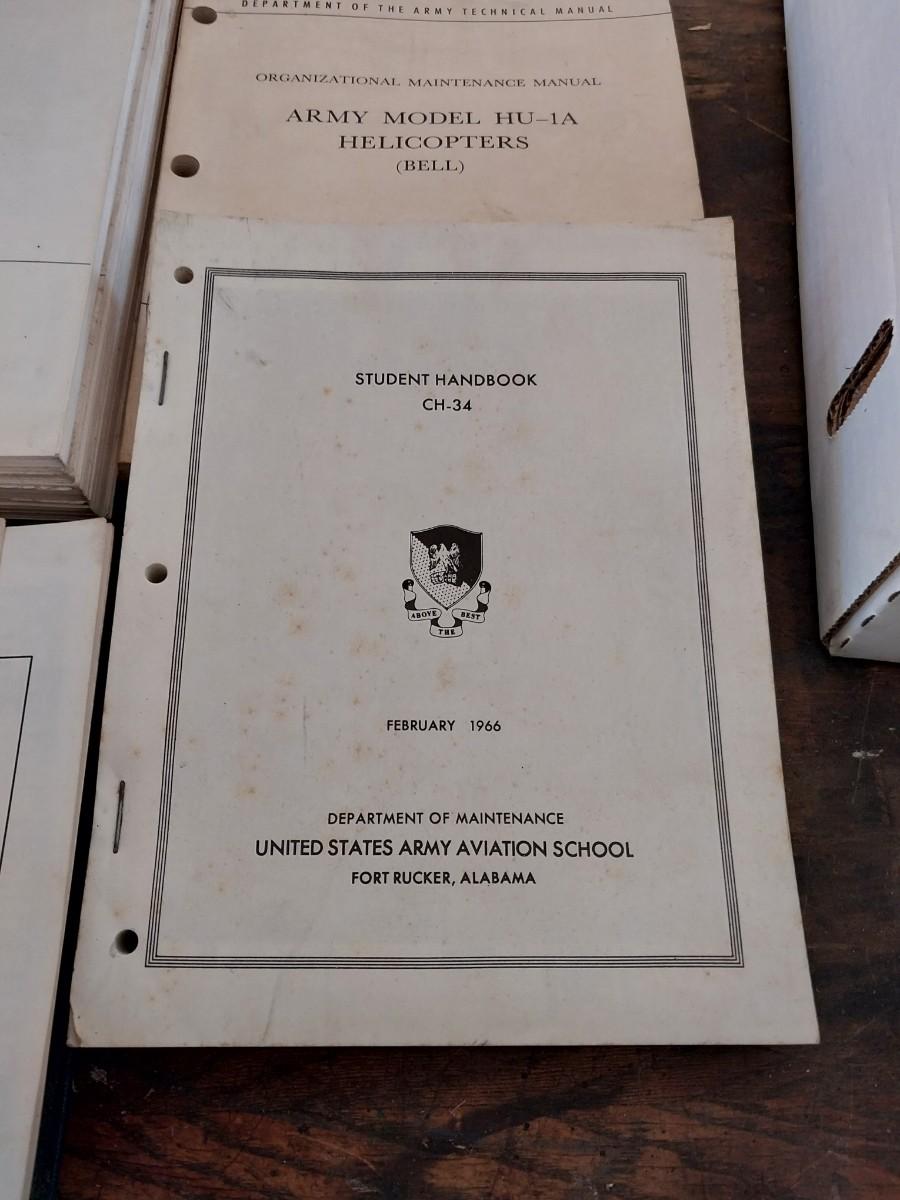 DEPARTMENT OF THE ARMY TECHNICAL MANUAL
ORGANIZATIONAL MAINTENANCE MANUAL
ARMY MODEL HU-1A
HELICOPTERS
(BELL)
STUDENT HANDBOOK
CH-34
ABOVE THE BEST
FEBRUARY 1966
DEPARTMENT OF MAINTENANCE
UNITED STATES ARMY AVIATION SCHOOL
FORT RUCKER, ALABAMA